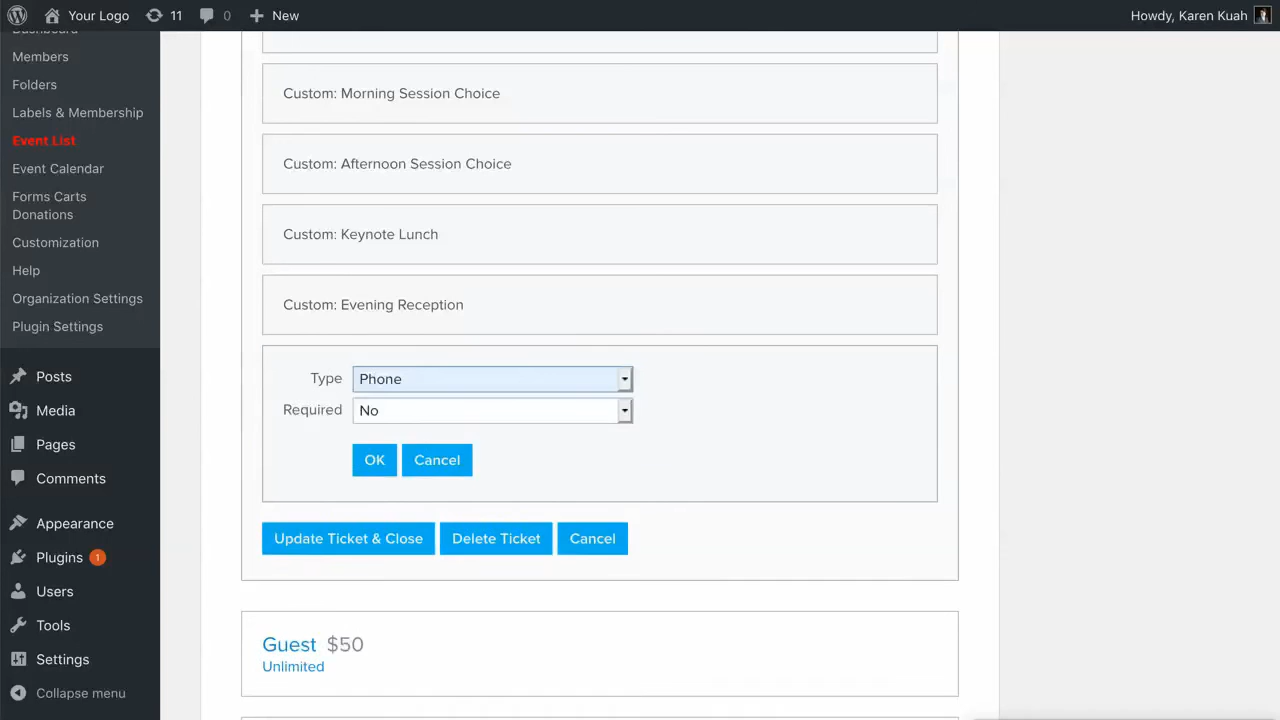 Your Logo 11 0 New Howdy, Karen Kuah
Dashboard
Members
Folders
Labels & Membership
Event List
Event Calendar
Forms Carts
Donations
Customization
Help
Organization Settings
Plugin Settings
Posts
Media
Pages
Comments
Appearance
Plugins 1
Users
Tools
Settings
Collapse menu
Custom: Morning Session Choice
Custom: Afternoon Session Choice
Custom: Keynote Lunch
Custom: Evening Reception
Type Phone
Required No
OK Cancel
Update Ticket & Close Delete Ticket Cancel
Guest $50
Unlimited